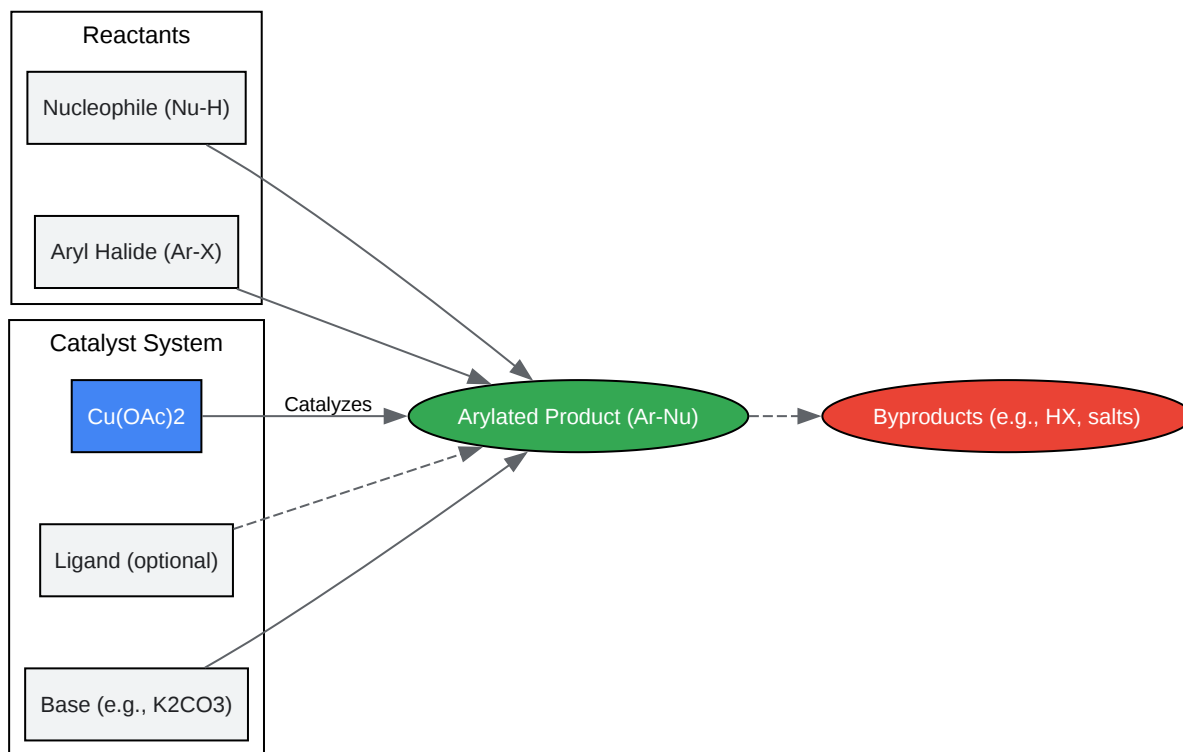 Reactants
Nucleophile (Nu-H)
Aryl Halide (Ar-X)
Catalyst System
Cu(OAc)2
Catalyzes
Arylated Product (Ar-Nu)
Byproducts (e.g., HX, salts)
Ligand (optional)
Base (e.g., K2CO3)